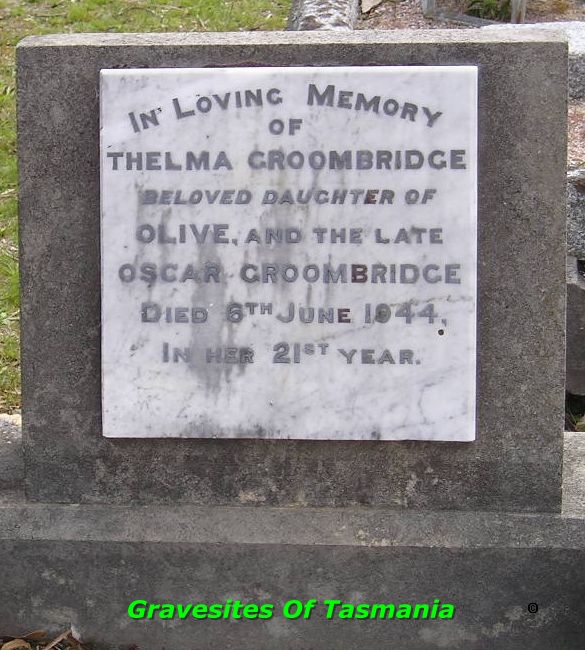 IN LOVING MEMORY
OF
THELMA GROOMBRIDGE
BELOVED DAUGHTER OF
OLIVE, AND THE LATE
OSCAR GROOMBRIDGE
DIED 6TH JUNE 1944,
IN HER 21ST YEAR.
Gravesites Of Tasmania ©